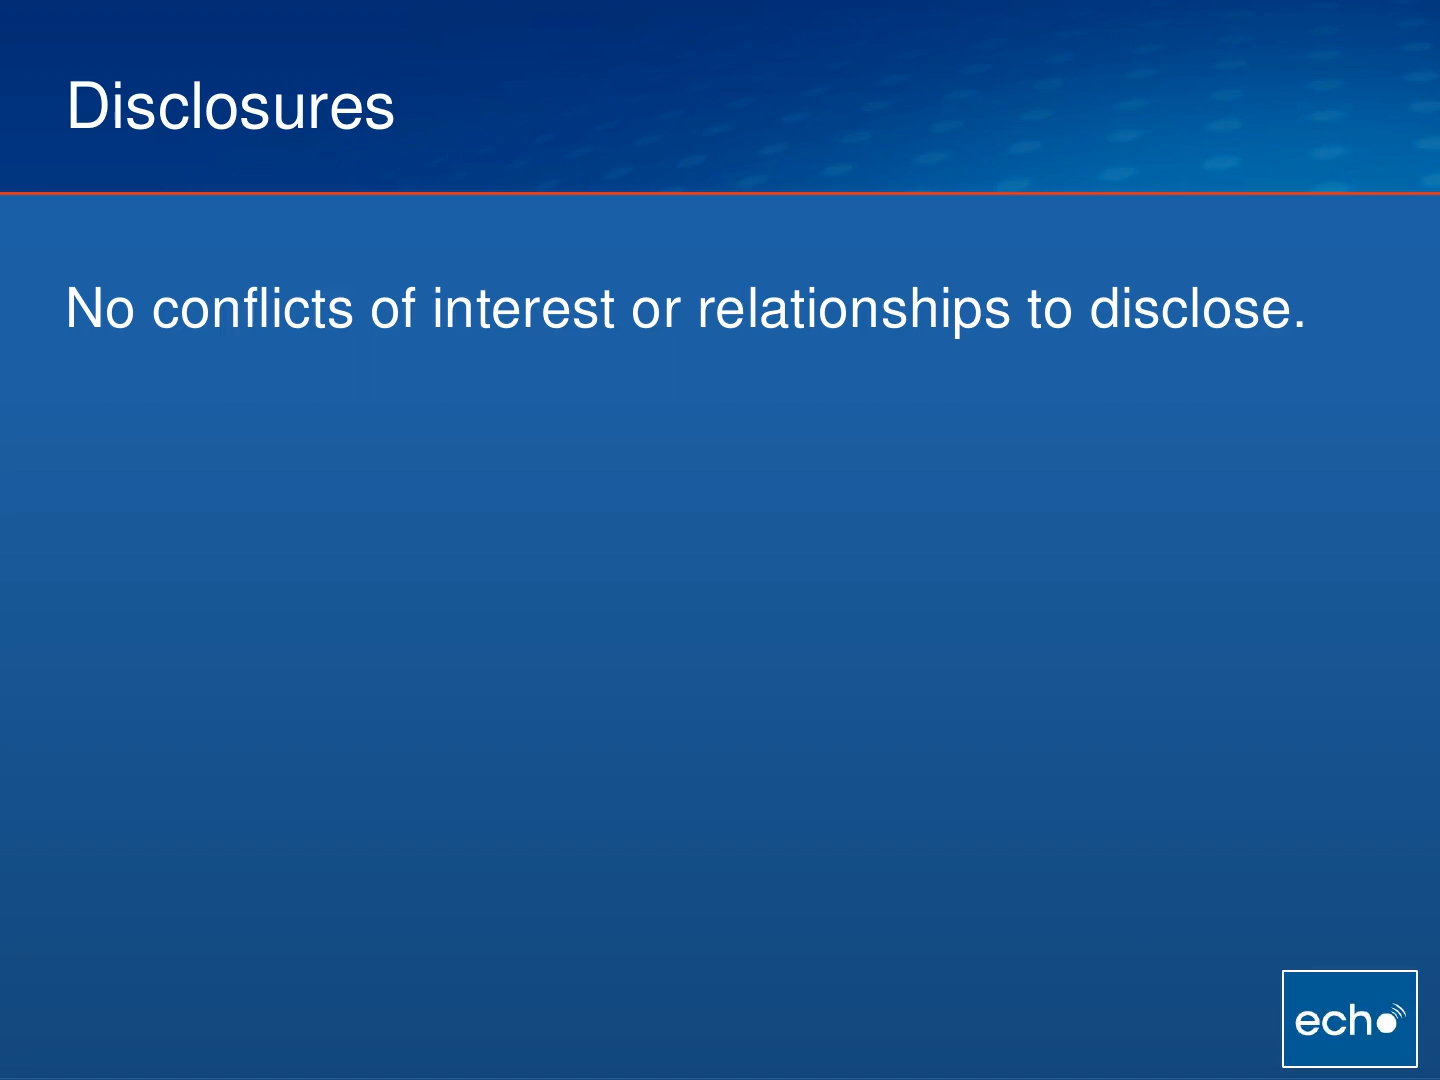 Disclosures
No conflicts of interest or relationships to disclose.
echo